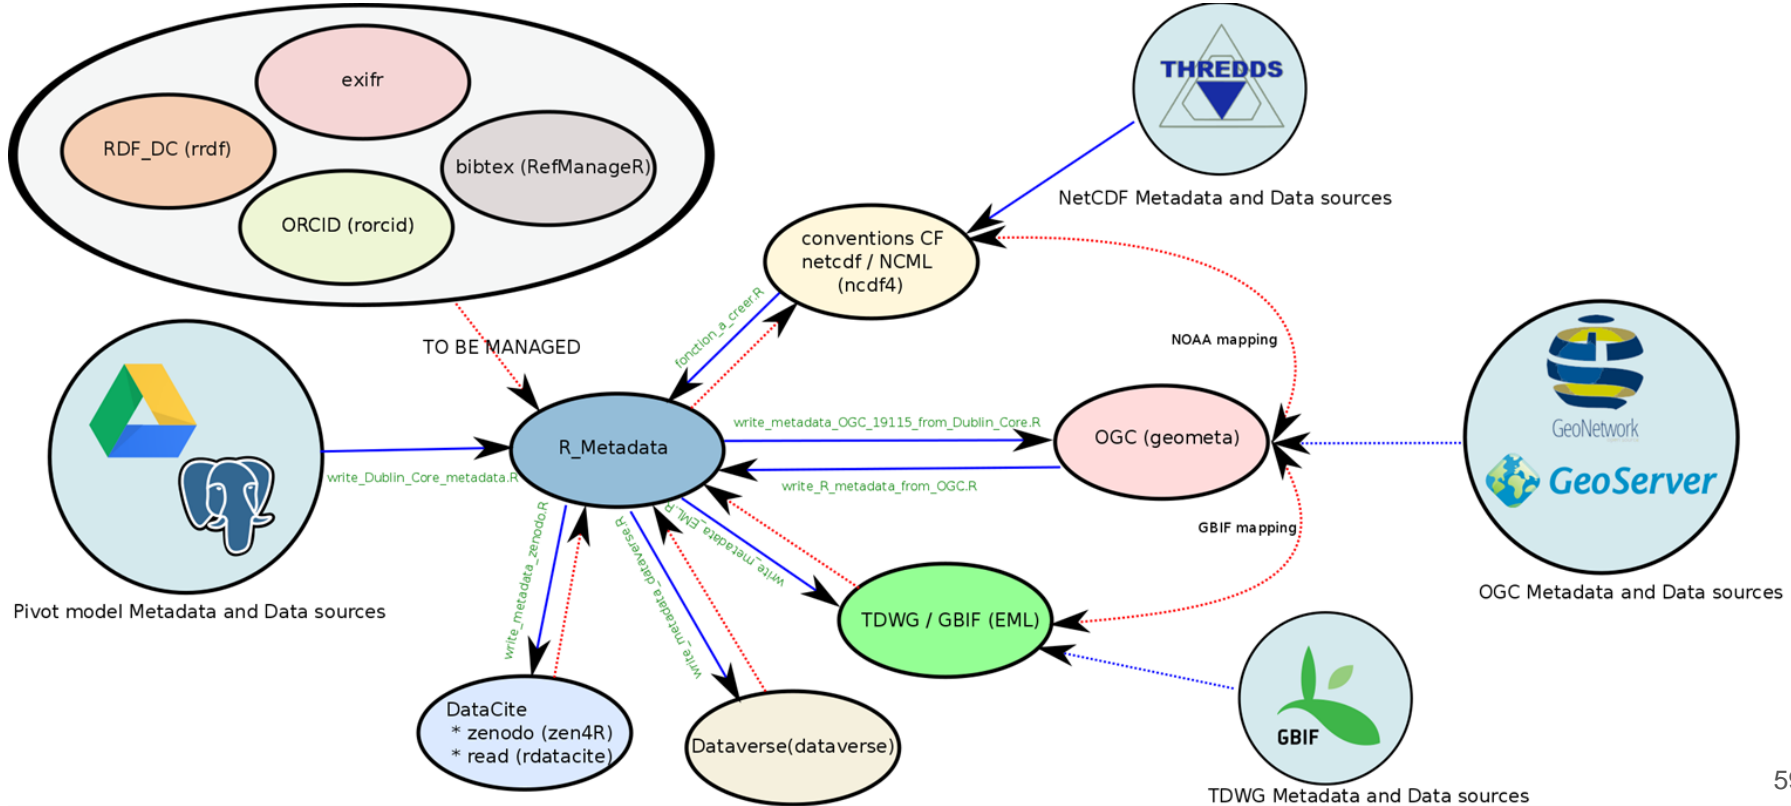 exifr
RDF_DC (rrdf)
bibtex (RefManageR)
ORCID (rorcid)
THREDDS
NetCDF Metadata and Data sources
conventions CF
netcdf / NCML
(ncdf4)
fonction_a_creer.R
TO BE MANAGED
NOAA mapping
R_Metadata
write_Dublin_Core_metadata.R
write_metadata_OGC_19115_from_Dublin_Core.R
OGC (geometa)
write_R_metadata_from_OGC.R
GeoNetwork
GeoServer
GBIF mapping
OGC Metadata and Data sources
Pivot model Metadata and Data sources
write_metadata_zenodo.R
write_metadata_dataverse.R
write_metadata_EML.R
TDWG / GBIF (EML)
DataCite
* zenodo (zen4R)
* read (rdatacite)
Dataverse(dataverse)
GBIF
TDWG Metadata and Data sources